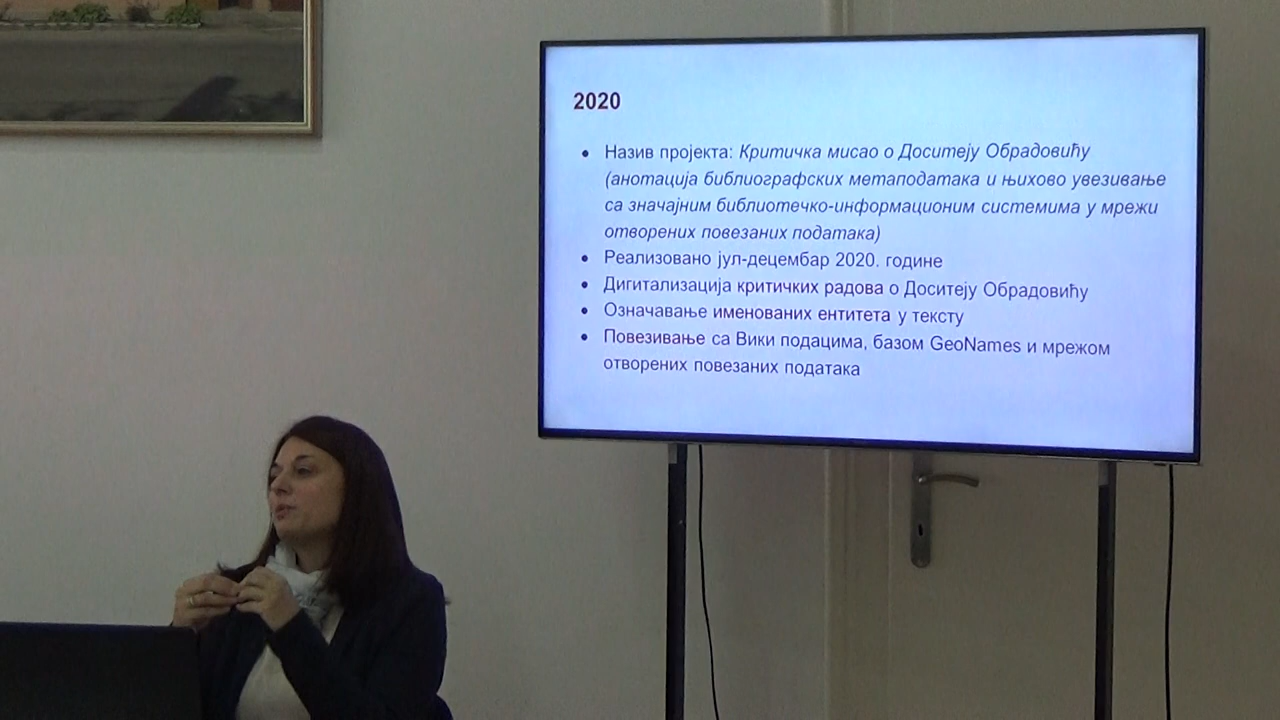 2020
Назив пројекта: Критичка мисао о Доситеју Обрадовићу
(анотација библиографских метаподатака и њихово увезивање
са значајним библиотечко-информационим системима у мрежи
отворених повезаних података)
Реализовано јул-децембар 2020. године
Дигитализација критичких радова о Доситеју Обрадовићу
Означавање именованих ентитета у тексту
Повезивање са Вики подацима, базом GeoNames и мрежом
отворених повезаних података